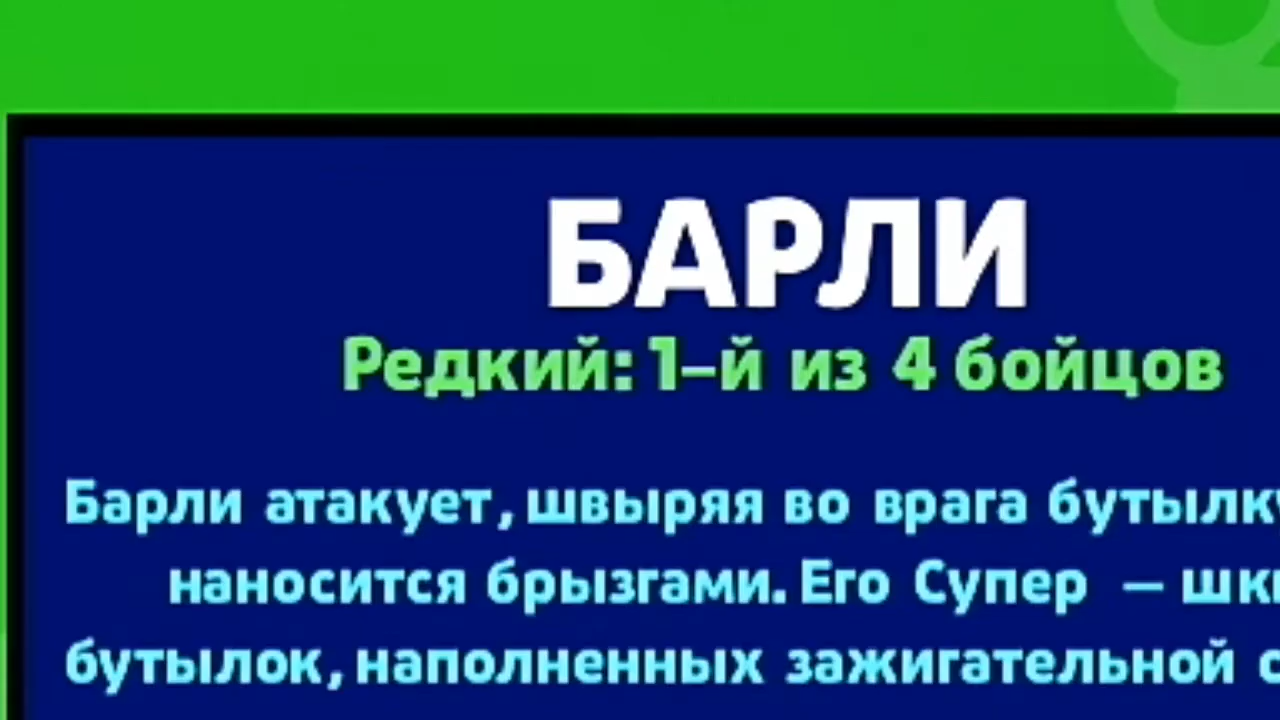 БАРЛИ
Редкий: 1-й из 4 бойцов
Барли атакует, швыряя во врага
наносится брызгами. Его Супер –
бутылок, наполненных зажигательной